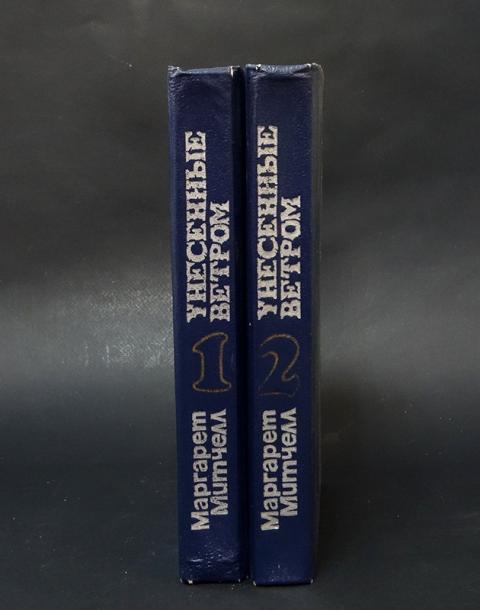 УНЕСЕННЫЕ
ВЕТРОМ
1
Маргарет
Митчелл
УНЕСЕННЫЕ
ВЕТРОМ
2
Маргарет
Митчелл